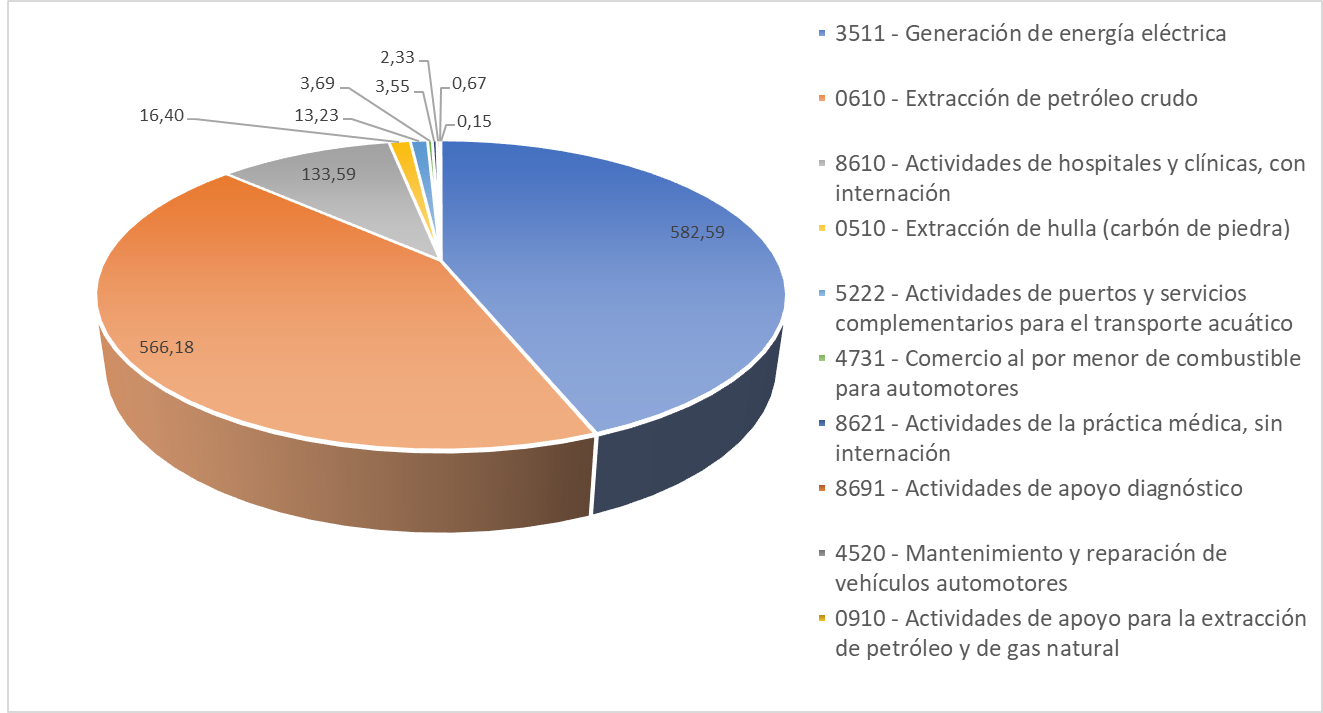 2,33
3,69
3,55
0,67
16,40
13,23
0,15
133,59
582,59
566,18
3511 - Generación de energía eléctrica
0610 - Extracción de petróleo crudo
8610 - Actividades de hospitales y clínicas, con
internación
0510 - Extracción de hulla (carbón de piedra)
5222 - Actividades de puertos y servicios
complementarios para el transporte acuático
4731 - Comercio al por menor de combustible
para automotores
8621 - Actividades de la práctica médica, sin
internación
8691 - Actividades de apoyo diagnóstico
4520 - Mantenimiento y reparación de
vehículos automotores
0910 - Actividades de apoyo para la extracción
de petróleo y de gas natural